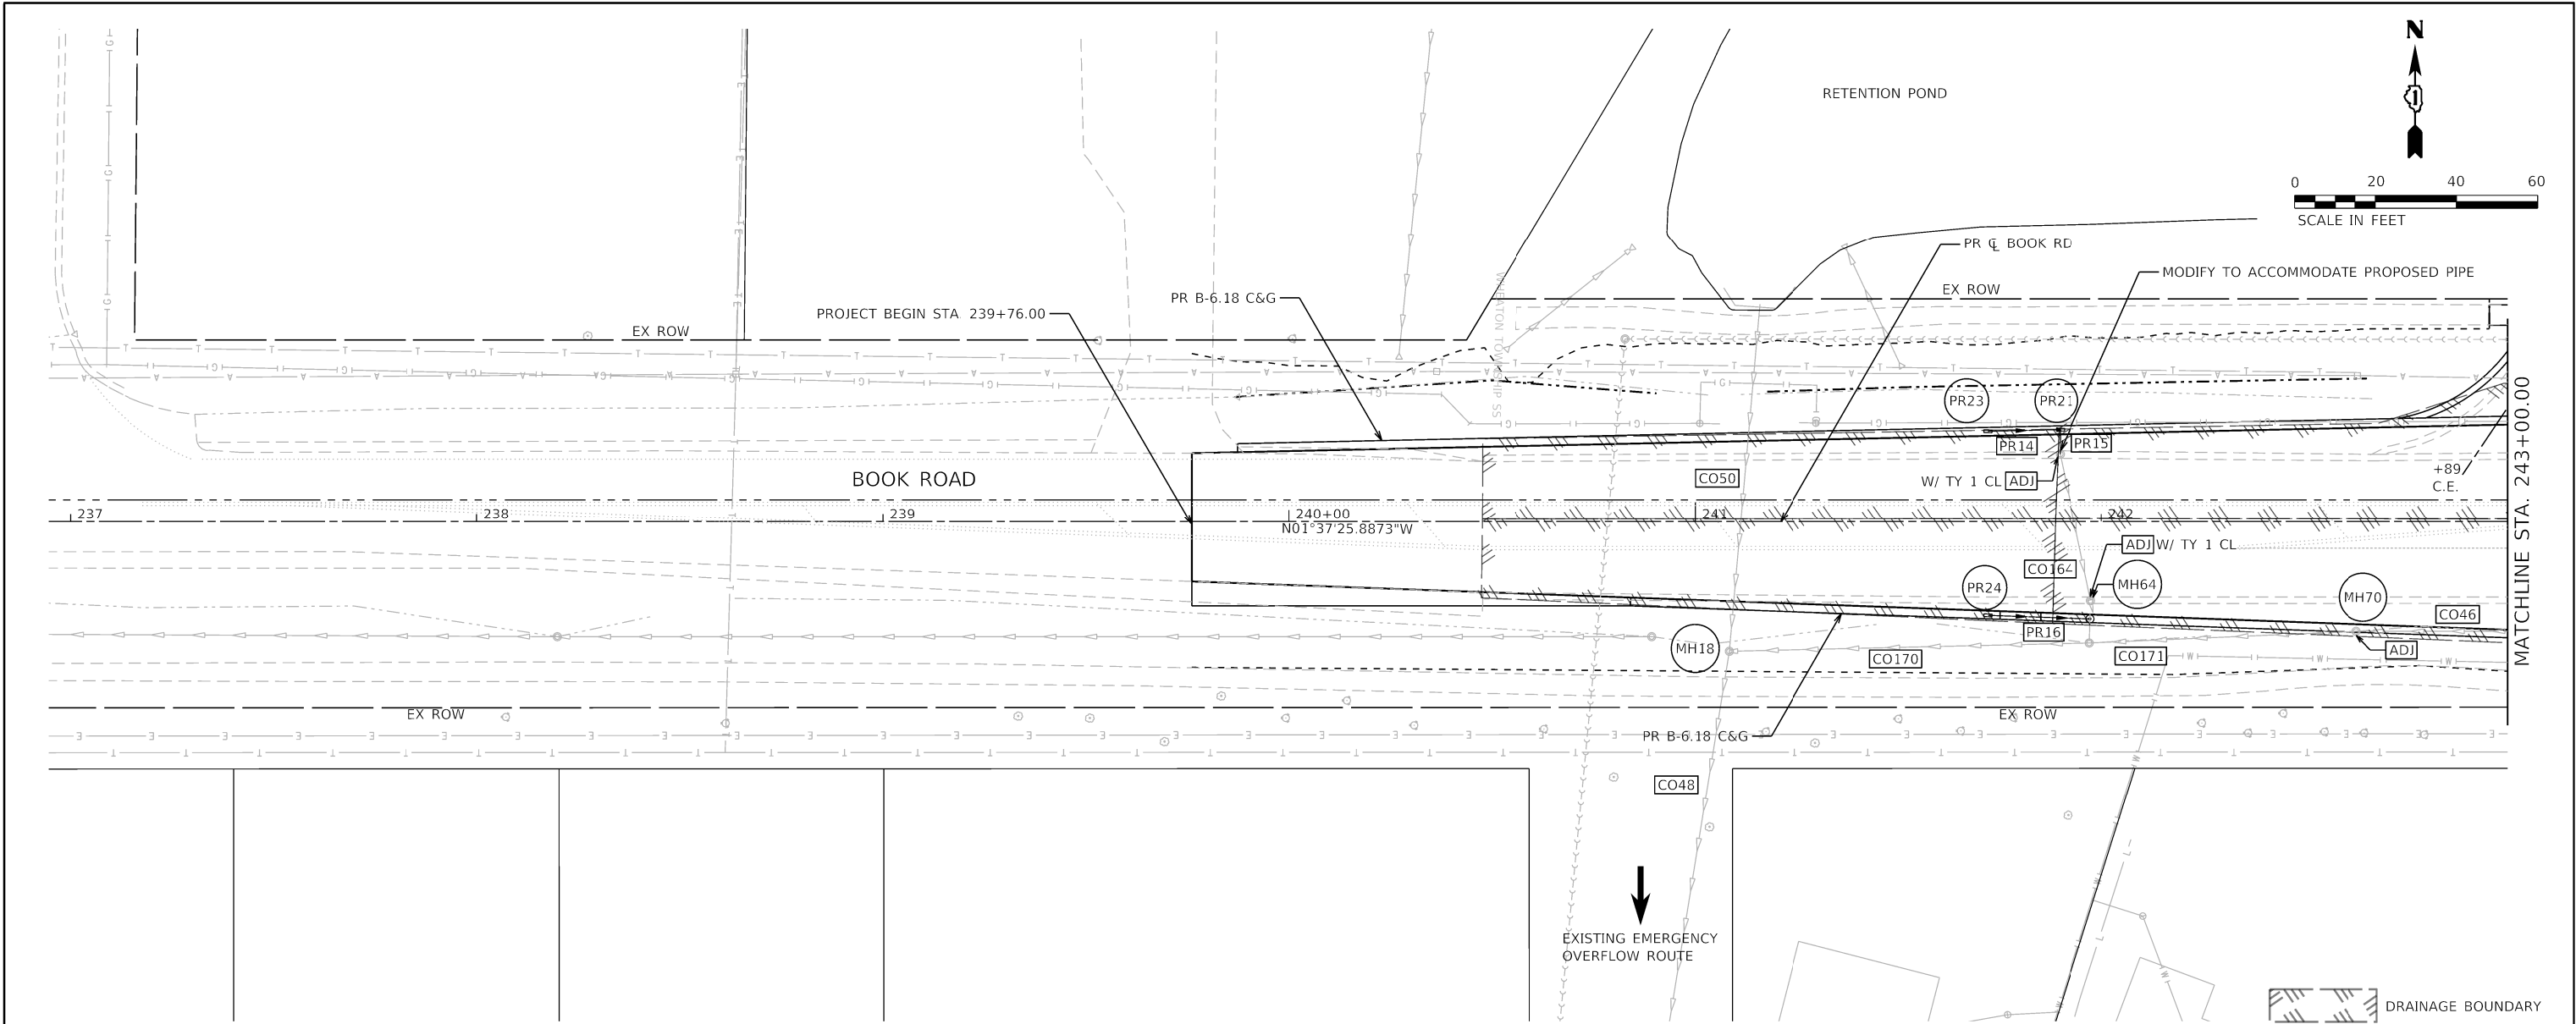 N
RETENTION POND
0 20 40 60
SCALE IN FEET
PR ℄ BOOK RD
MODIFY TO ACCOMMODATE PROPOSED PIPE
EX ROW
PR B-6.18 C&G
PROJECT BEGIN STA. 239+76.00
EX ROW
WHEATON TOWNSHIP SS
PR23
PR21
PR14
PR15
BOOK ROAD
CO50
W/ TY 1 CL ADJ
+89
C.E.
237
238
239
240+00
241
242
N01°37'25.8873"W
ADJ W/ TY 1 CL
CO164
PR24
MH64
MH70
CO46
PR16
MH18
CO170
CO171
ADJ
MATCHLINE STA. 243+00.00
EX ROW
EX ROW
PR B-6.18 C&G
CO48
EXISTING EMERGENCY
OVERFLOW ROUTE
DRAINAGE BOUNDARY